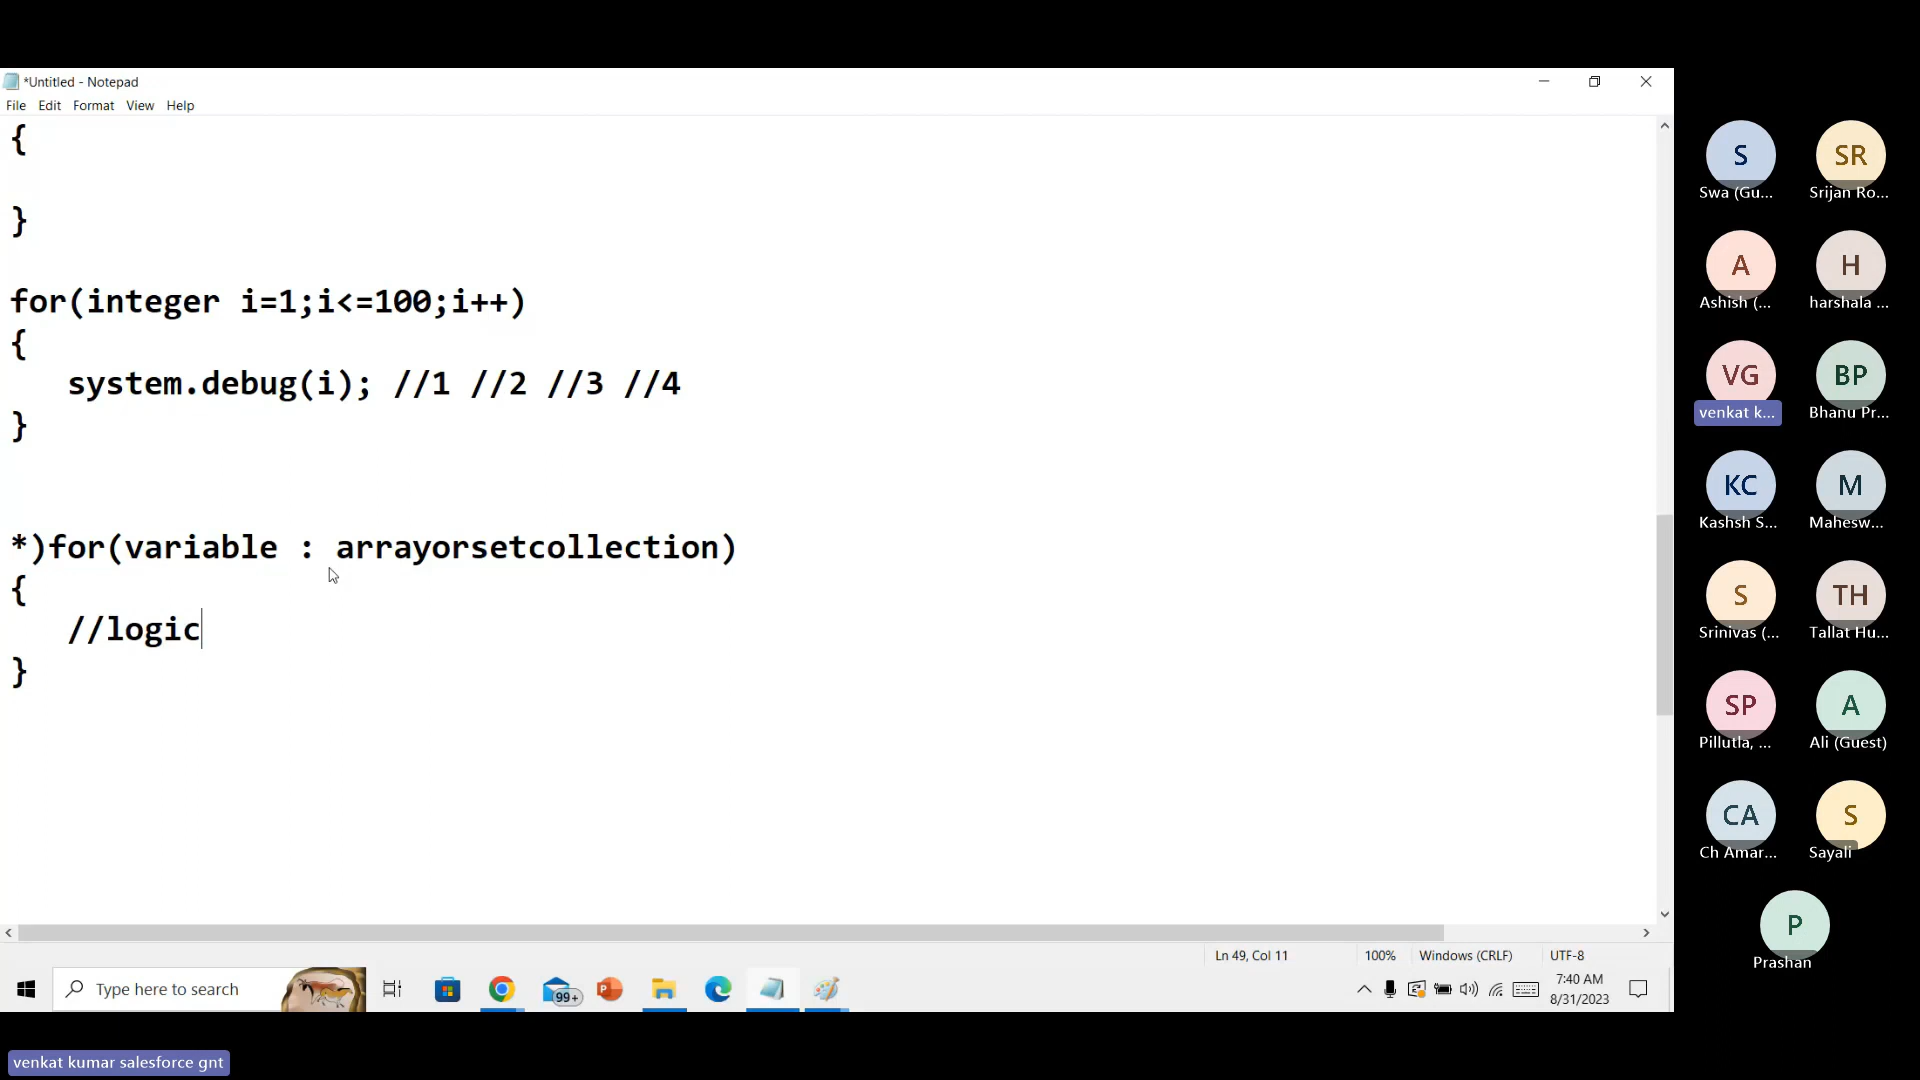 *Untitled - Notepad
File Edit Format View Help
{
}
for(integer i=1;i<=100;i++)
{
system.debug(i); //1 //2 //3 //4
}
*)for(variable : arrayorsetcollection)
{
//logic
}
Ln 49, Col 11 100% Windows (CRLF) UTF-8
Type here to search
99+
7:40 AM
8/31/2023
S SR
Swa (Gu... Srijan Ro...
A H
Ashish (... harshala ...
VG BP
venkat k... Bhanu Pr...
KC M
Kashsh S... Mahesw...
S TH
Srinivas (... Tallat Hu...
SP A
Pillutla, ... Ali (Guest)
CA S
Ch Amar... Sayali
P
Prashan
venkat kumar salesforce gnt